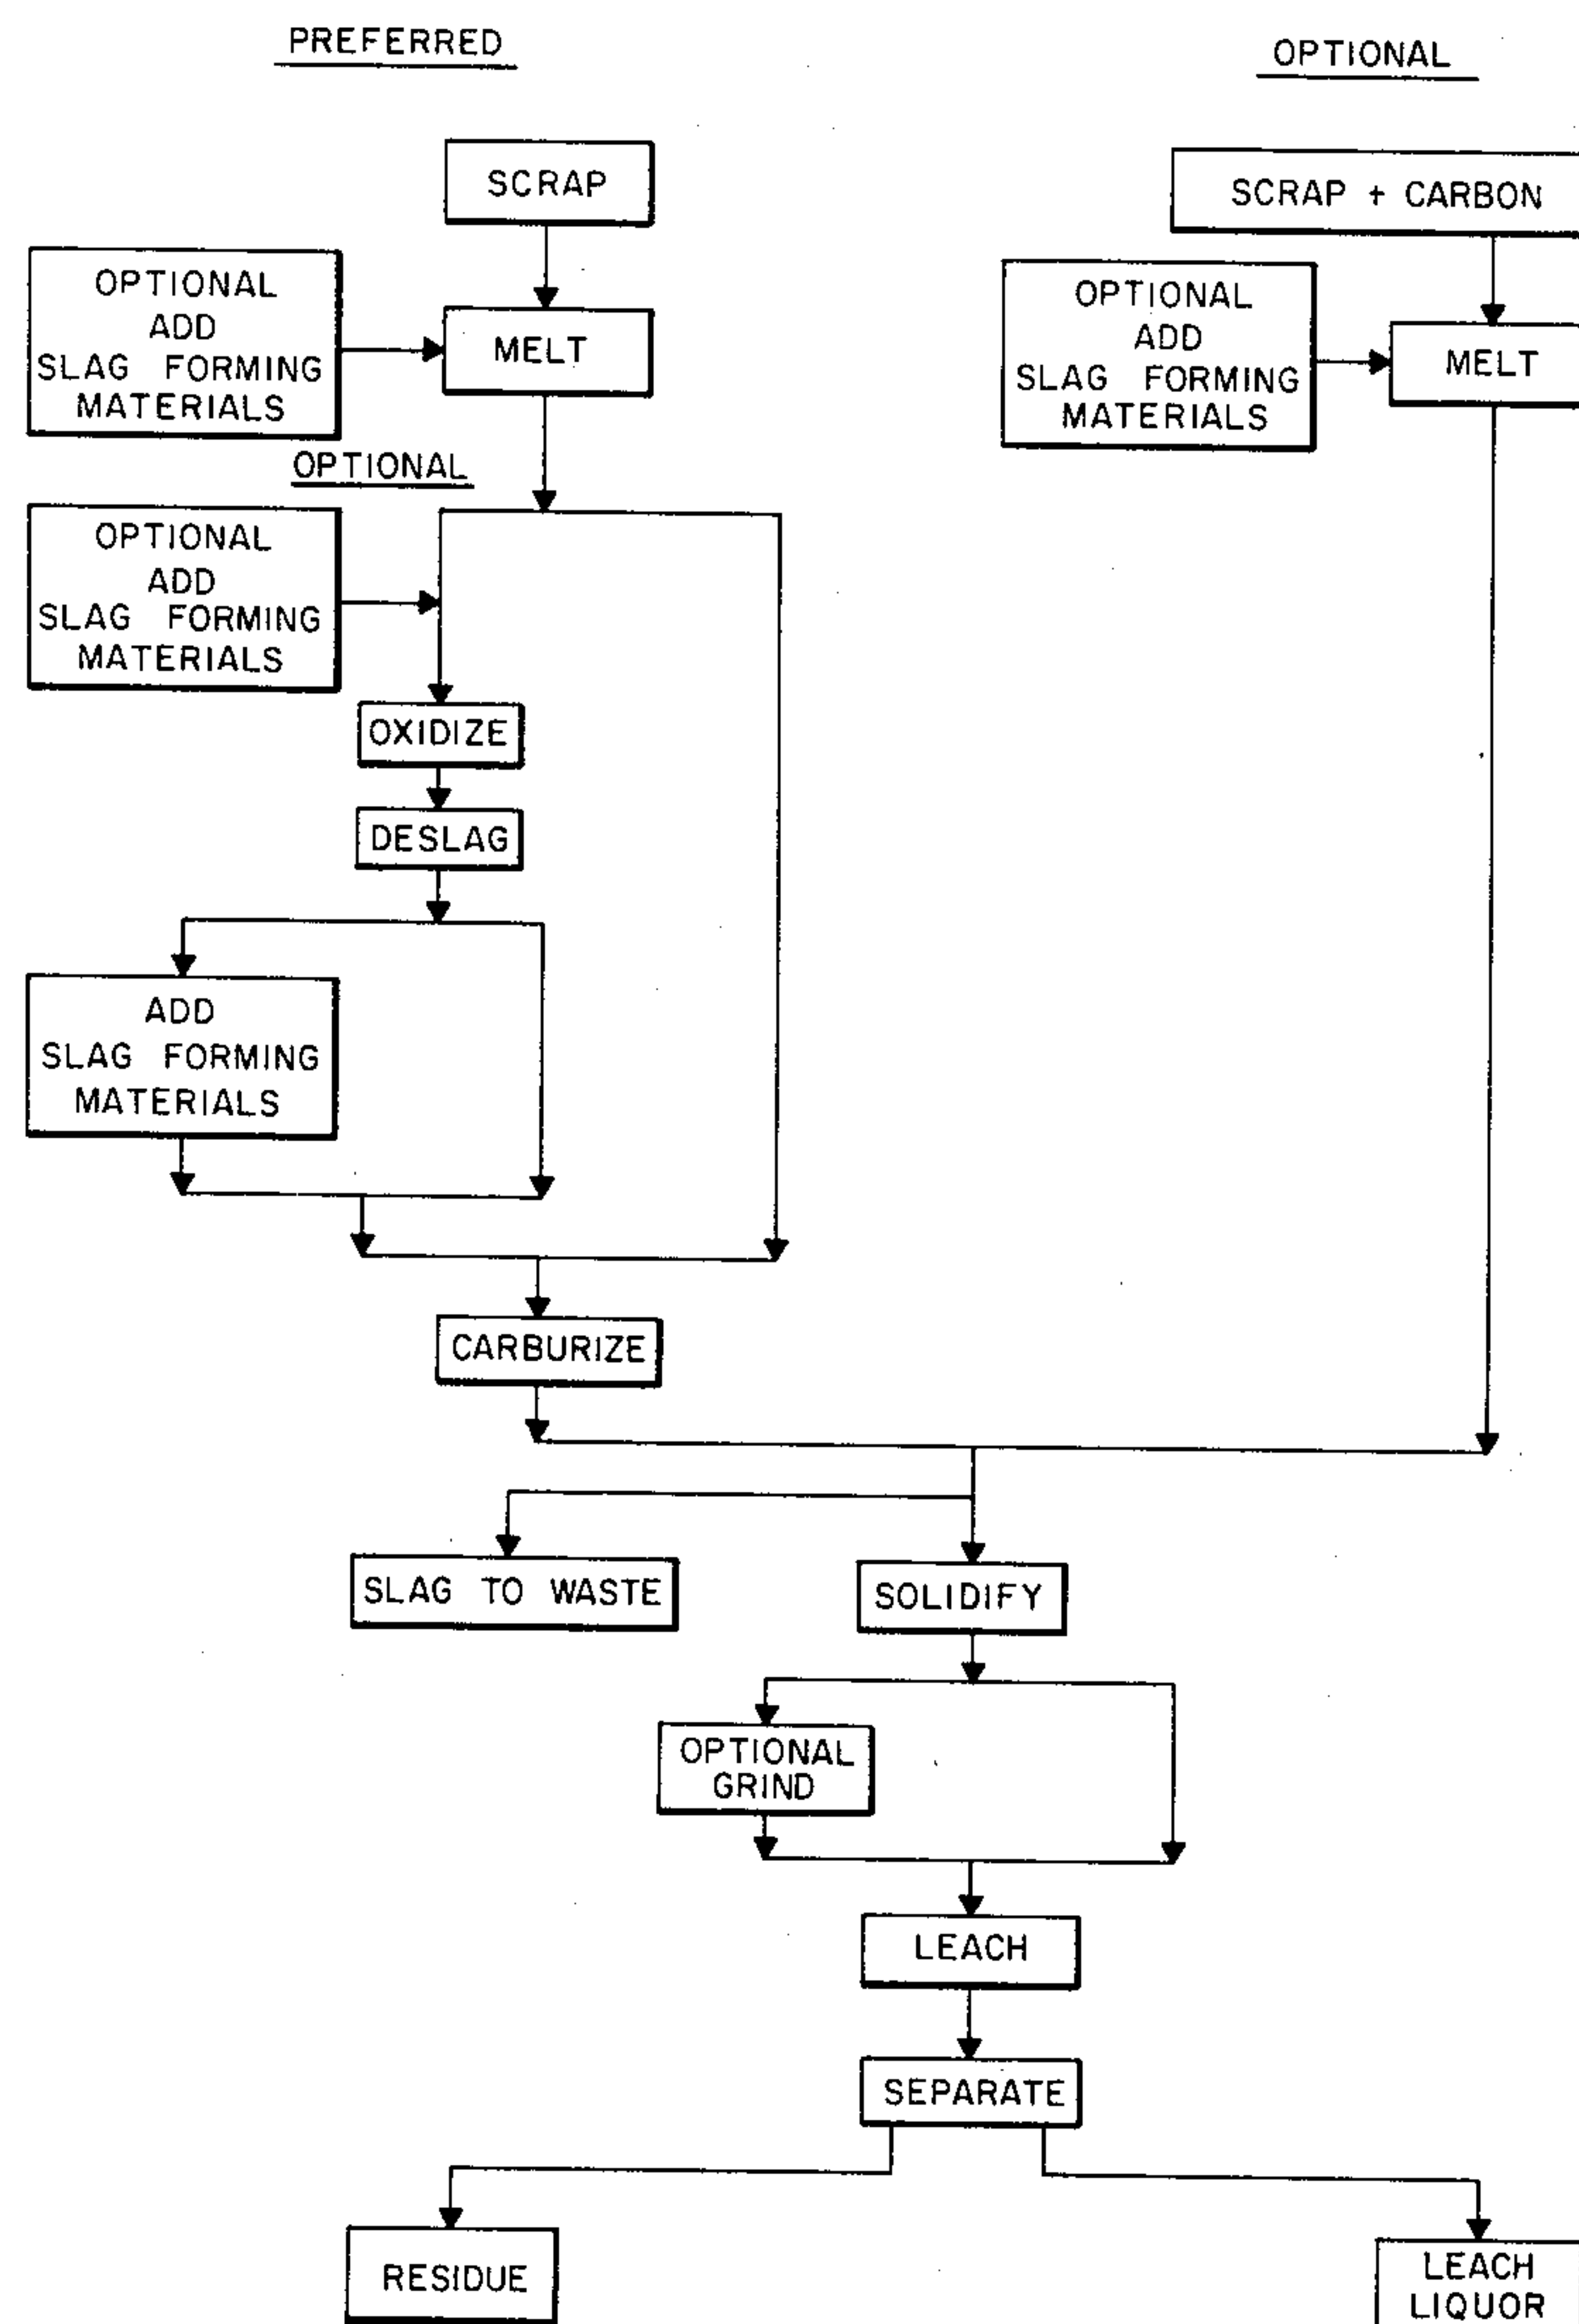 PREFERRED
OPTIONAL
SCRAP
SCRAP + CARBON
OPTIONAL
ADD
SLAG FORMING
MATERIALS
MELT
OPTIONAL
ADD
SLAG FORMING
MATERIALS
MELT
OPTIONAL
OPTIONAL
ADD
SLAG FORMING
MATERIALS
OXIDIZE
DESLAG
ADD
SLAG FORMING
MATERIALS
CARBURIZE
SLAG TO WASTE
SOLIDIFY
OPTIONAL
GRIND
LEACH
SEPARATE
RESIDUE
LEACH
LIQUOR